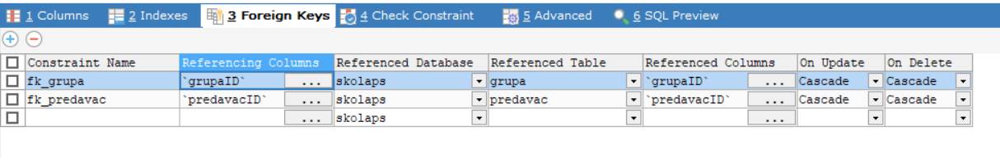 1 Columns 2 Indexes 3 Foreign Keys 4 Check Constraint 5 Advanced 6 SQL Preview
Constraint Name Referencing Columns Referenced Database Referenced Table Referenced Columns On Update On Delete
fk_grupa `grupaID` ... skolaps grupa `grupaID` ... Cascade Cascade
fk_predavac `predavacID` ... skolaps predavac `predavacID` ... Cascade Cascade
... skolaps ...